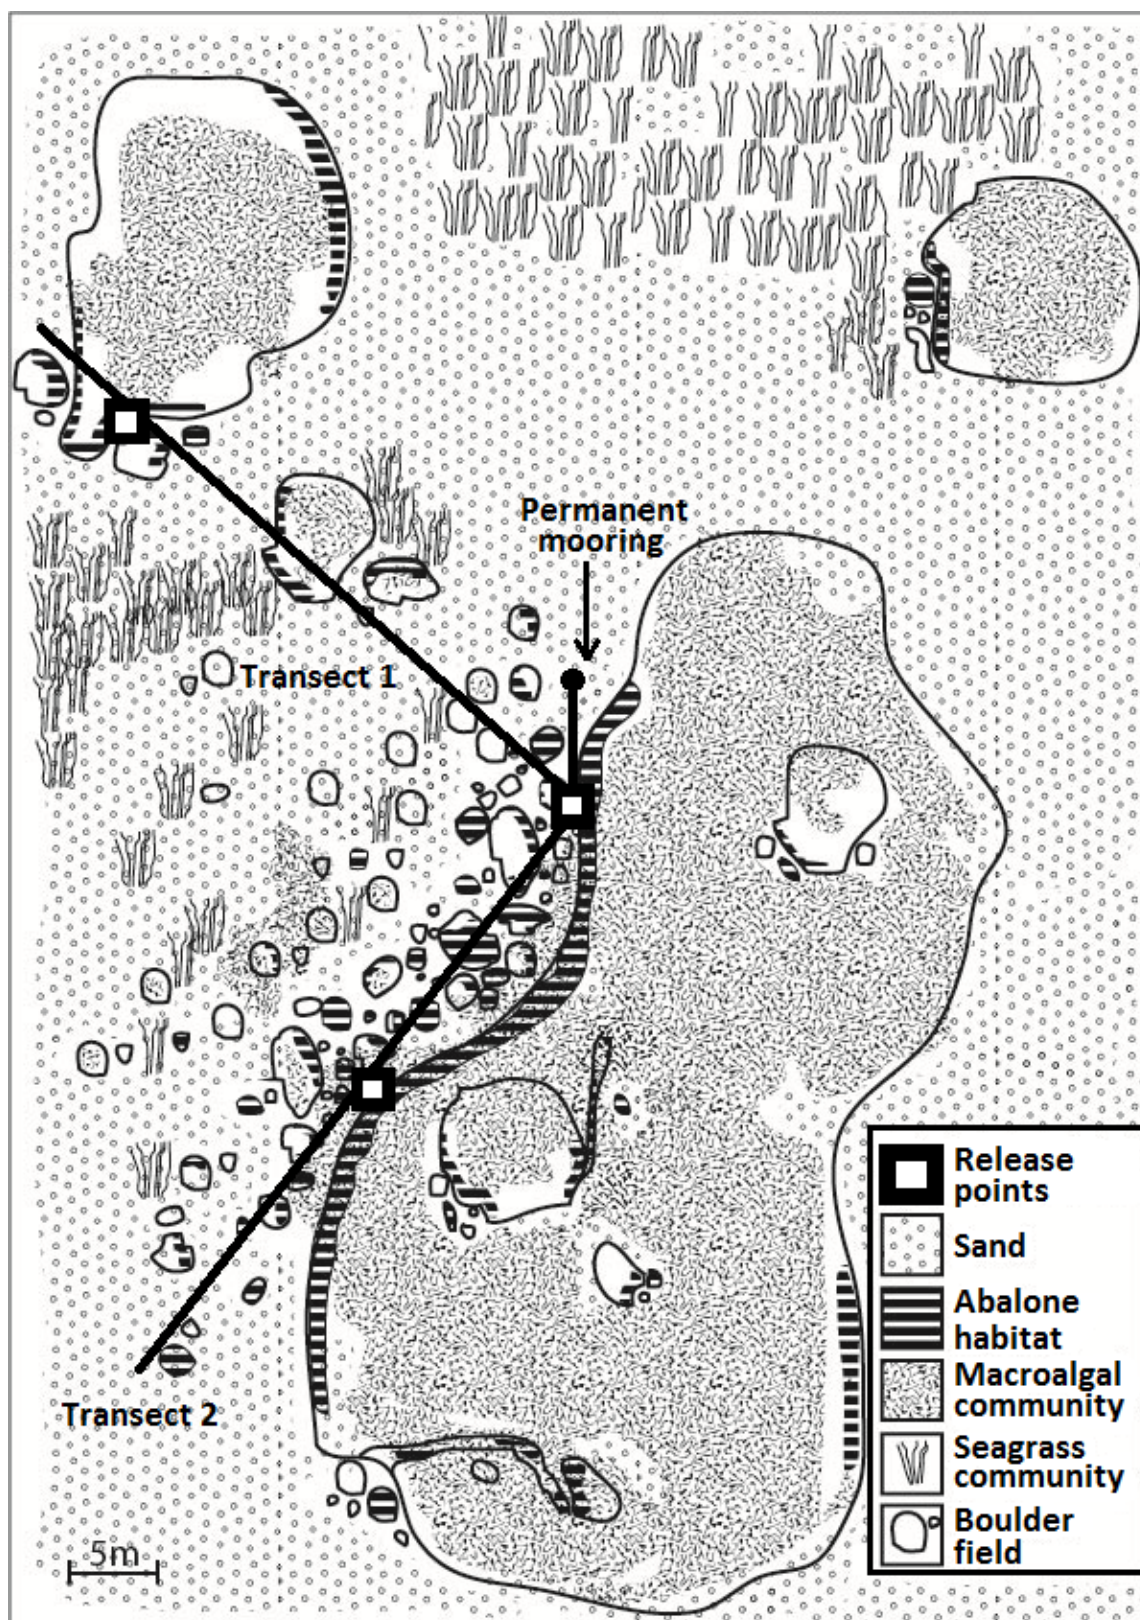 Permanent
mooring
Transect 1
Transect 2
5m
Release
points
Sand
Abalone
habitat
Macroalgal
community
Seagrass
community
Boulder
field